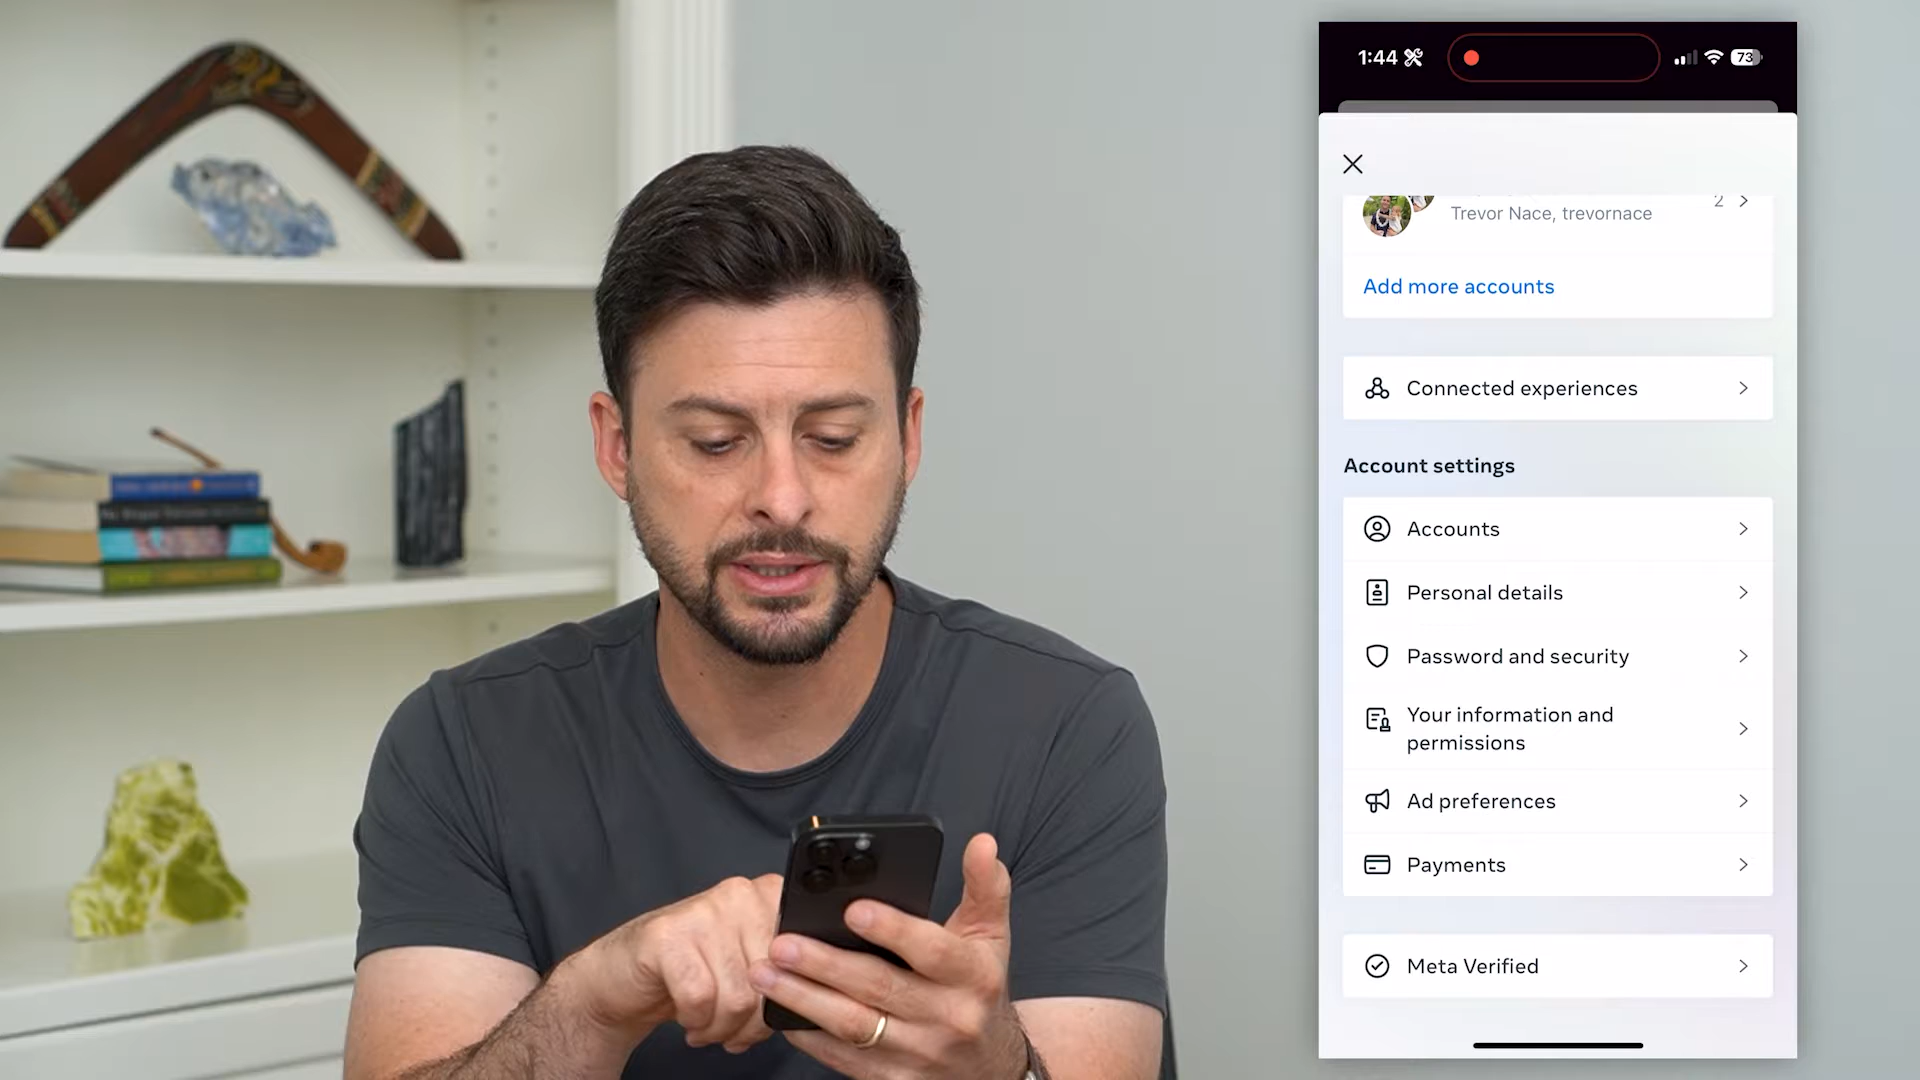 1:44
73
Trevor Nace, trevornace
2
Add more accounts
Connected experiences
Account settings
Accounts
Personal details
Password and security
Your information and
permissions
Ad preferences
Payments
Meta Verified